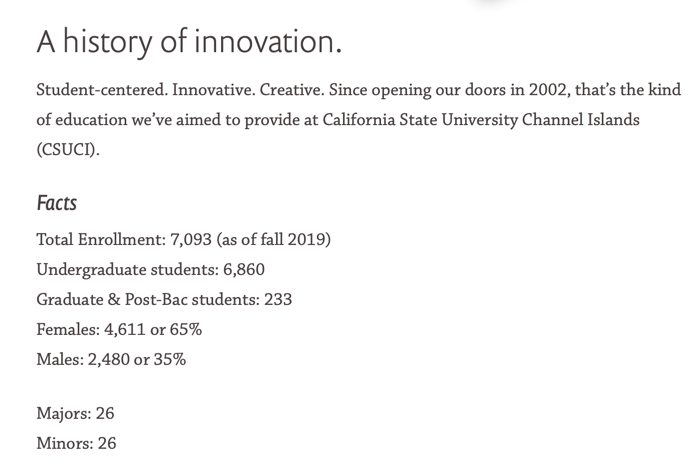 A history of innovation.
Student-centered. Innovative. Creative. Since opening our doors in 2002, that's the kind
of education we've aimed to provide at California State University Channel Islands
(CSUCI).
Facts
Total Enrollment: 7,093 (as of fall 2019)
Undergraduate students: 6,860
Graduate & Post-Bac students: 233
Females: 4,611 or 65%
Males: 2,480 or 35%
Majors: 26
Minors: 26